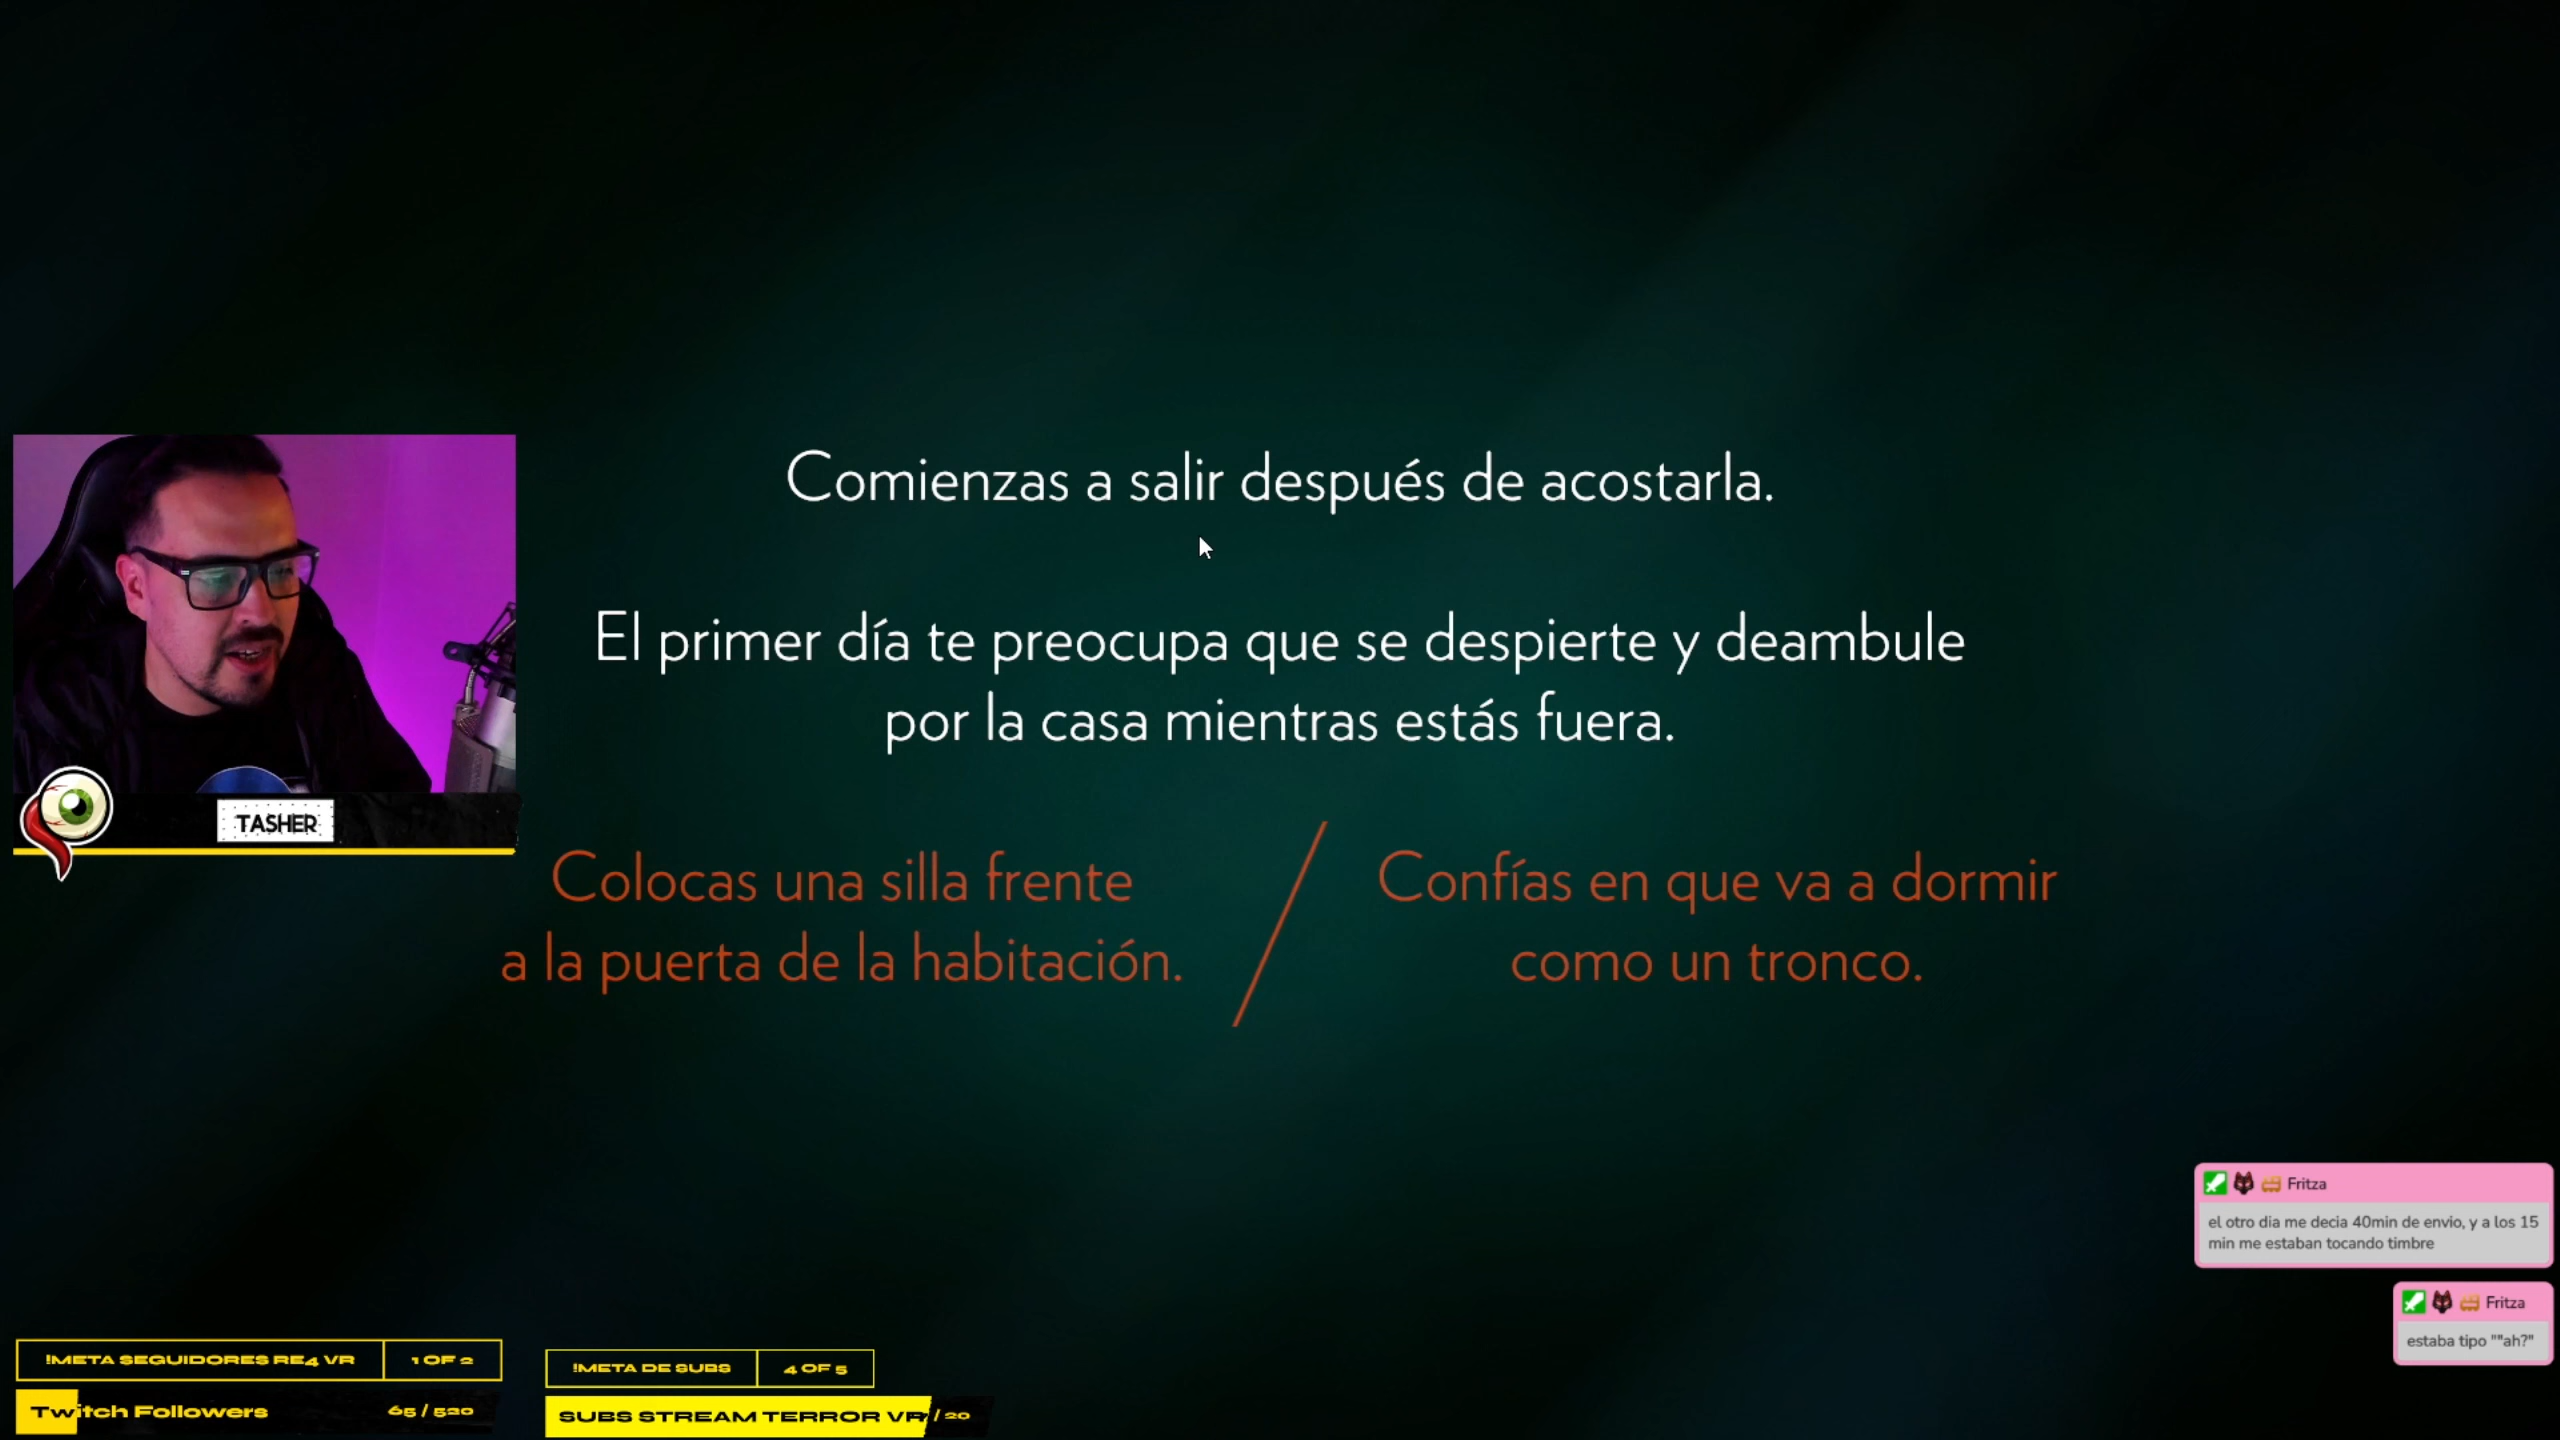 Comienzas a salir después de acostarla.
El primer día te preocupa que se despierte y deambule
por la casa mientras estás fuera.
TASHER
Colocas una silla frente
a la puerta de la habitación.
Confías en que va a dormir
como un tronco.
Fritza
el otro dia me decia 40min de envio, y a los 15
min me estaban tocando timbre
Fritza
estaba tipo ""ah?"
!META SEGUIDORES RE4 VR
1 OF 2
Twitch Followers
65 / 520
!META DE SUBS
4 OF 5
SUBS STREAM TERROR VR
/ 20